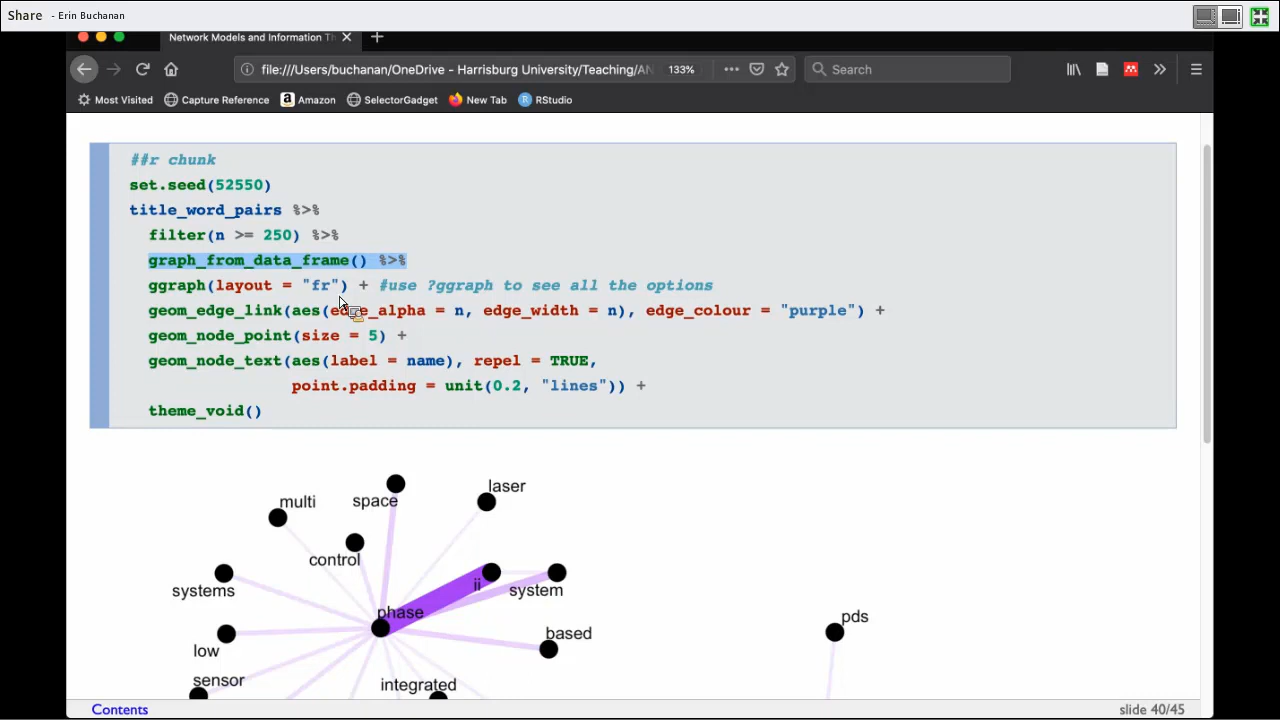 Share - Erin Buchanan
Network Models and Information Th
file:///Users/buchanan/OneDrive - Harrisburg University/Teaching/AN
133%
Search
Most Visited
Capture Reference
Amazon
SelectorGadget
New Tab
RStudio
##r chunk
set.seed(52550)
title_word_pairs %>%
filter(n >= 250) %>%
graph_from_data_frame() %>%
ggraph(layout = "fr") + #use ?ggraph to see all the options
geom_edge_link(aes(edge_alpha = n, edge_width = n), edge_colour = "purple") +
geom_node_point(size = 5) +
geom_node_text(aes(label = name), repel = TRUE,
point.padding = unit(0.2, "lines")) +
theme_void()
laser
multi
space
control
systems
ii
system
phase
pds
based
low
sensor
integrated
Contents
slide 40/45